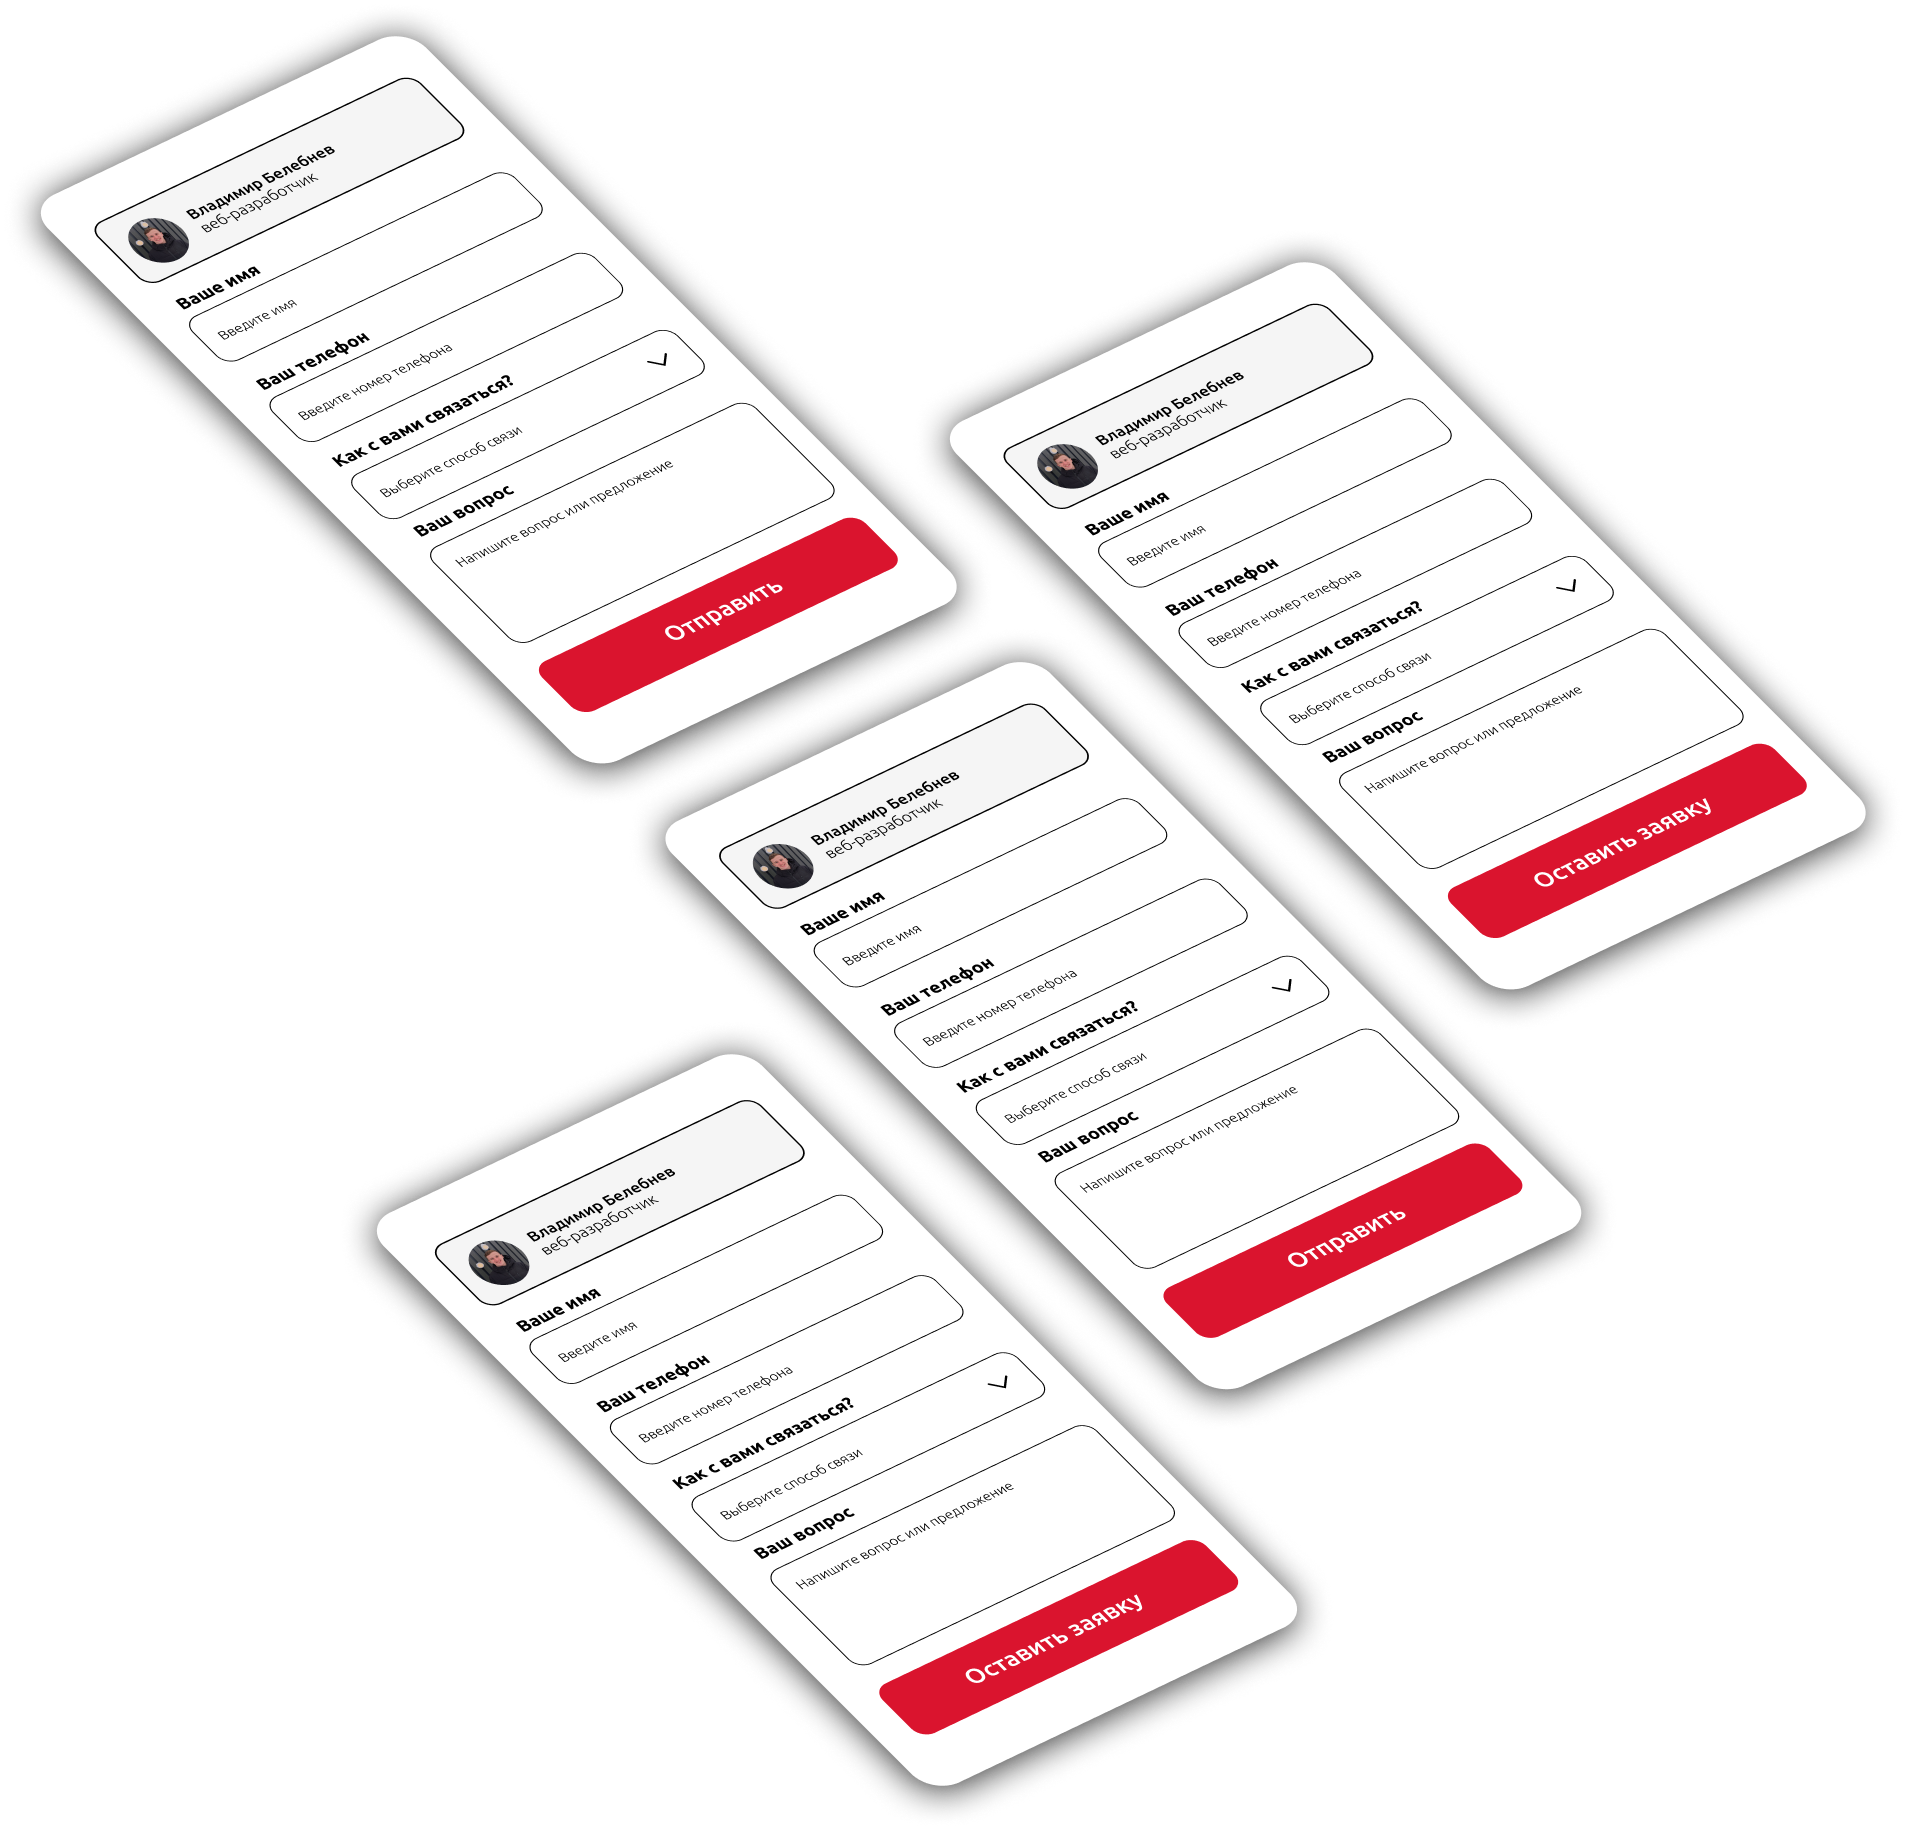 Владимир Белебнев
веб-разработчик
Ваше имя
Введите имя
Ваш телефон
Введите номер телефона
Как с вами связаться?
Выберите способ связи
Ваш вопрос
Напишите вопрос или предложение
Отправить
Владимир Белебнев
веб-разработчик
Ваше имя
Введите имя
Ваш телефон
Введите номер телефона
Как с вами связаться?
Выберите способ связи
Ваш вопрос
Напишите вопрос или предложение
Оставить заявку
Владимир Белебнев
веб-разработчик
Ваше имя
Введите имя
Ваш телефон
Введите номер телефона
Как с вами связаться?
Выберите способ связи
Ваш вопрос
Напишите вопрос или предложение
Отправить
Владимир Белебнев
веб-разработчик
Ваше имя
Введите имя
Ваш телефон
Введите номер телефона
Как с вами связаться?
Выберите способ связи
Ваш вопрос
Напишите вопрос или предложение
Оставить заявку